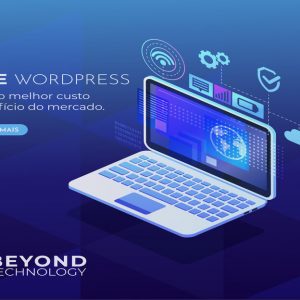 E WORDPRESS
o melhor custo
fício do mercado.
MAIS
BEYOND
ECHNOLOGY